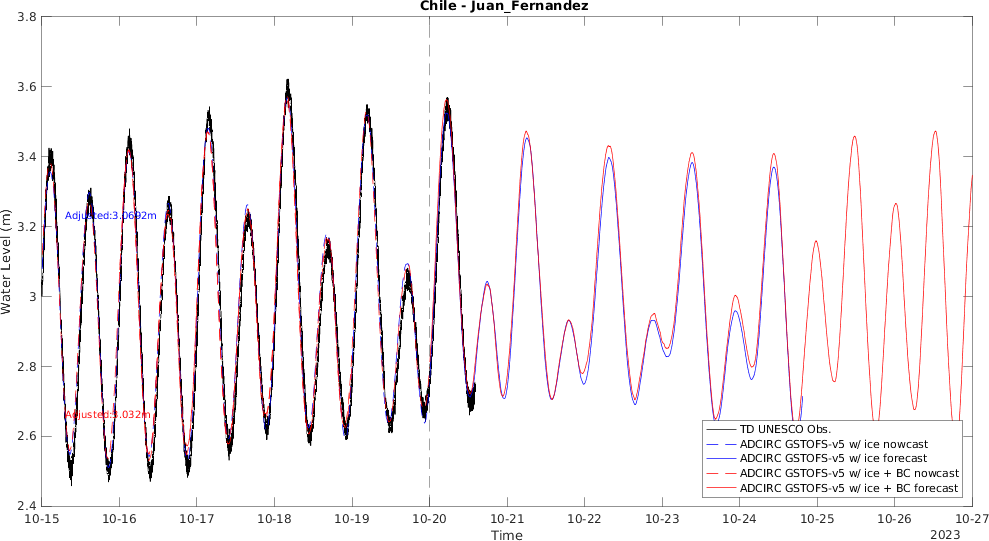 Chile - Juan_Fernandez
3.8
3.6
3.4
3.2
3
2.8
2.6
2.4
Water Level (m)
Adjusted:3.0692m
Adjusted:3.032m
TD UNESCO Obs.
ADCIRC GSTOFS-v5 w/ ice nowcast
ADCIRC GSTOFS-v5 w/ ice forecast
ADCIRC GSTOFS-v5 w/ ice + BC nowcast
ADCIRC GSTOFS-v5 w/ ice + BC forecast
10-15 10-16 10-17 10-18 10-19 10-20 10-21 10-22 10-23 10-24 10-25 10-26 10-27
Time
2023